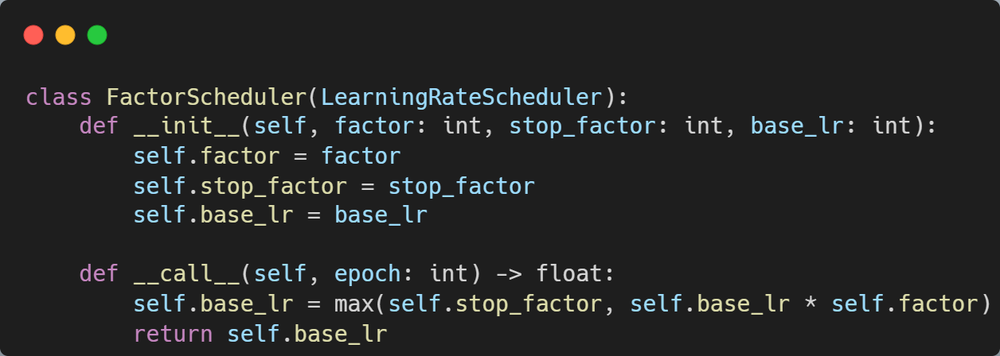 class FactorScheduler(LearningRateScheduler):
    def __init__(self, factor: int, stop_factor: int, base_lr: int):
        self.factor = factor
        self.stop_factor = stop_factor
        self.base_lr = base_lr

    def __call__(self, epoch: int) -> float:
        self.base_lr = max(self.stop_factor, self.base_lr * self.factor)
        return self.base_lr